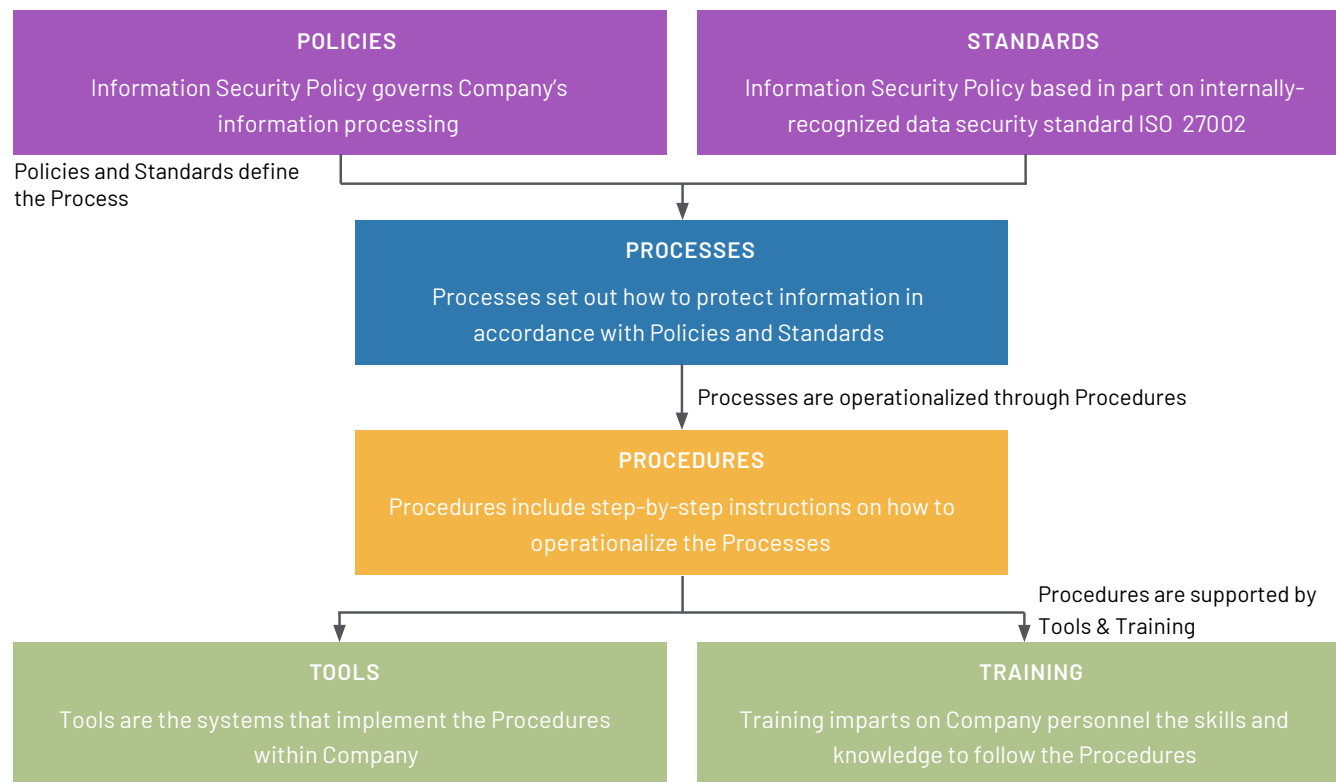 POLICIES
Information Security Policy governs Company’s
information processing
STANDARDS
Information Security Policy based in part on internally-
recognized data security standard ISO 27002
Policies and Standards define
the Process
PROCESSES
Processes set out how to protect information in
accordance with Policies and Standards
Processes are operationalized through Procedures
PROCEDURES
Procedures include step-by-step instructions on how to
operationalize the Processes
Procedures are supported by
Tools & Training
TOOLS
Tools are the systems that implement the Procedures
within Company
TRAINING
Training imparts on Company personnel the skills and
knowledge to follow the Procedures